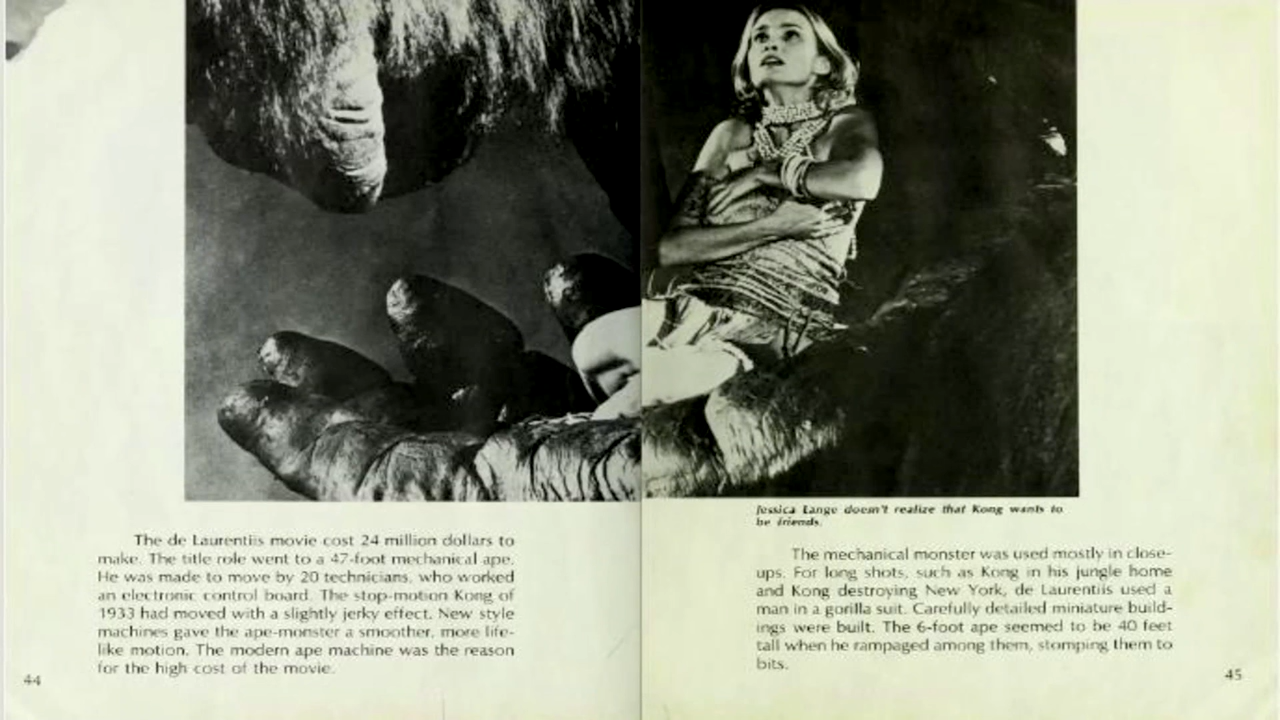 The de Laurentiis movie cost 24 million dollars to
make. The title role went to a 47-foot mechanical ape.
He was made to move by 20 technicians, who worked
an electronic control board. The stop-motion Kong of
1933 had moved with a slightly jerky effect. New style
machines gave the ape-monster a smoother, more life-
like motion. The modern ape machine was the reason
for the high cost of the movie.
44
Jessica Lange doesn't realize that Kong wants to
be friends.
The mechanical monster was used mostly in close-
ups. For long shots, such as Kong in his jungle home
and Kong destroying New York, de Laurentiis used a
man in a gorilla suit. Carefully detailed miniature build-
ings were built. The 6-foot ape seemed to be 40 feet
tall when he rampaged among them, stomping them to
bits.
45